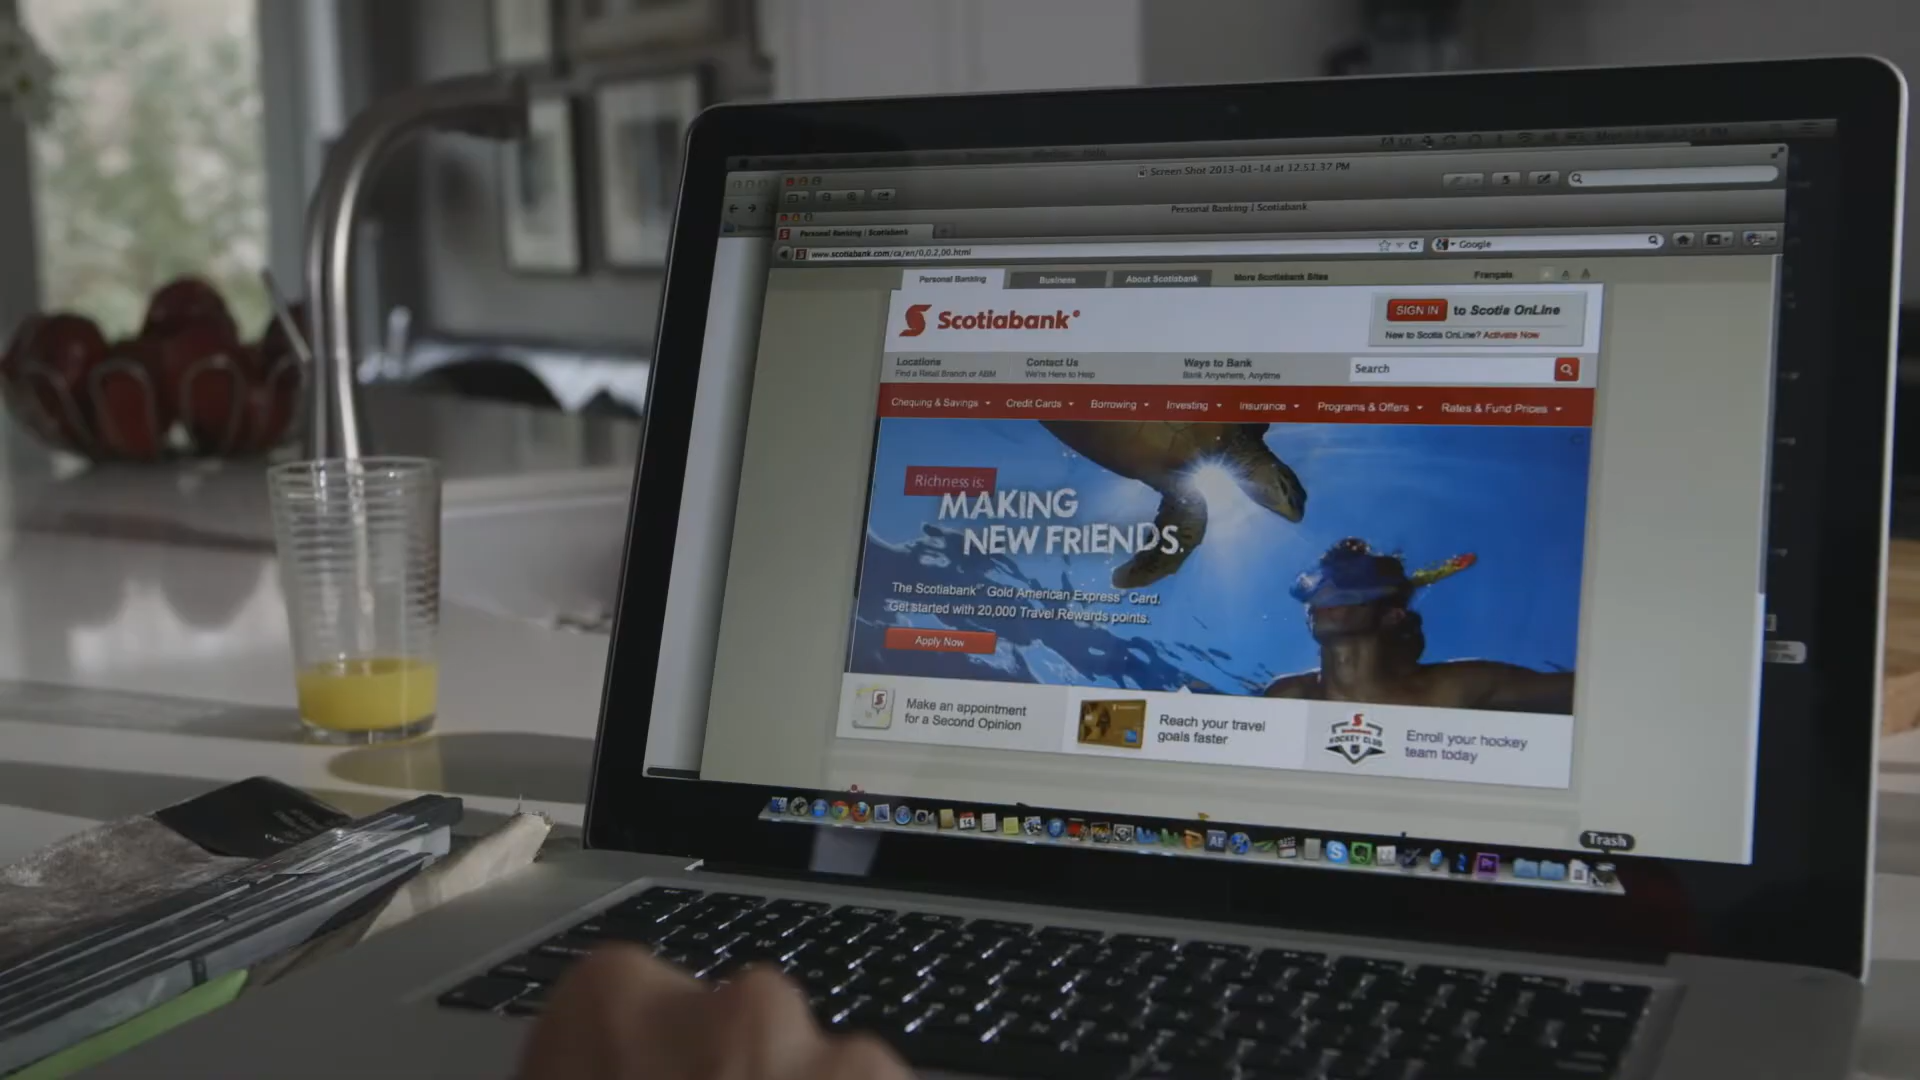 Screen Shot 2013-01-14 at 12.51.37 PM
Personal Banking | Scotiabank
Personal Banking | Scotiabank
www.scotiabank.com/ca/en/0,,2,00.html
Google
Personal Banking
Business
About Scotiabank
More Scotiabank Sites
Français
A A
Scotiabank®
SIGN IN to Scotia OnLine
New to Scotia OnLine? Activate Now
Locations
Find a Retail Branch or ABM
Contact Us
We're Here to Help
Ways to Bank
Bank Anywhere, Anytime
Search
Chequing & Savings
Credit Cards
Borrowing
Investing
Insurance
Programs & Offers
Rates & Fund Prices
Richness is:
MAKING
NEW FRIENDS.
The Scotiabank Gold American Express Card.
Get started with 20,000 Travel Rewards points.
Apply Now
Make an appointment
for a Second Opinion
Reach your travel
goals faster
HOCKEY CLUB
Enroll your hockey
team today
14
AE
Pr
Trash